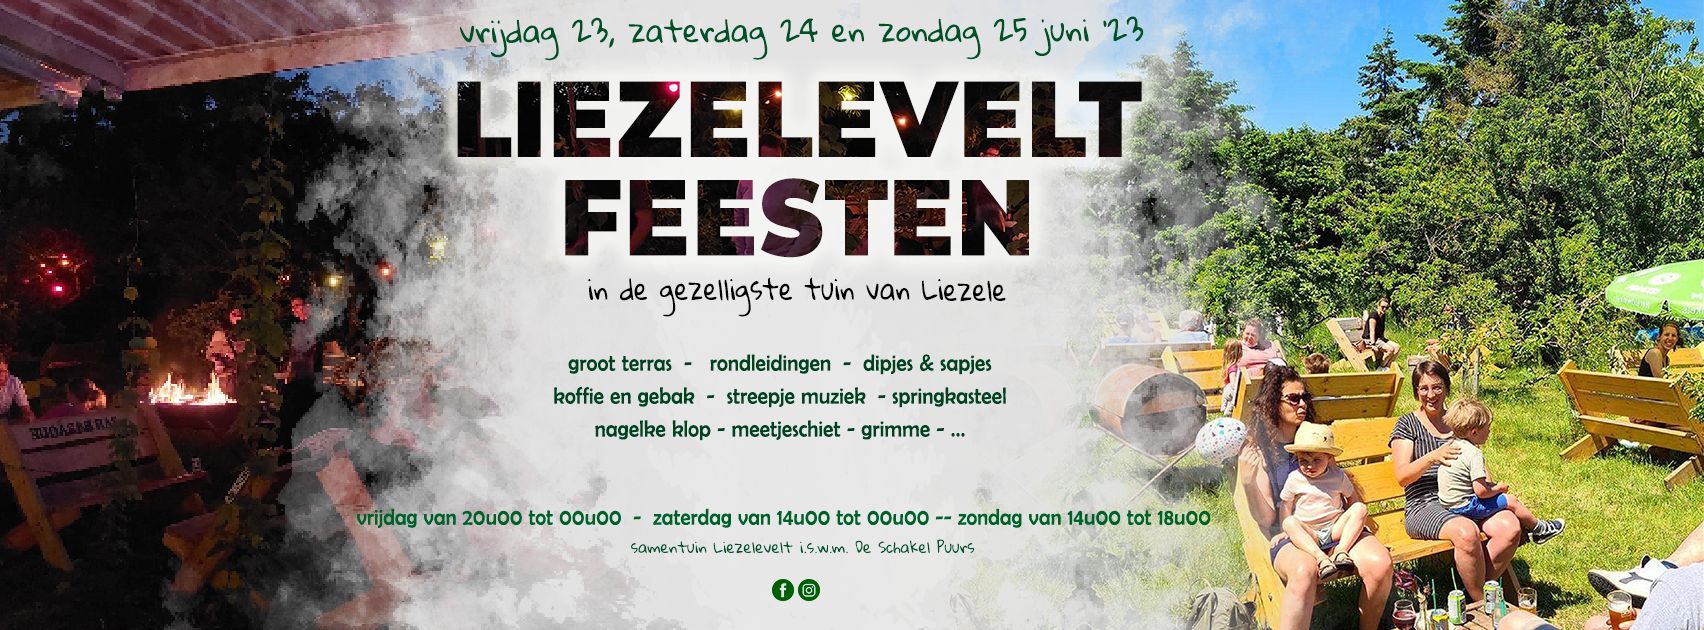 vrijdag 23, zaterdag 24 en zondag 25 juni '23
LIEZELEVELT
FEESTEN
in de gezelligste tuin van Liezele
groot terras - rondleidingen - dipjes & sapjes
koffie en gebak - streepje muziek - springkasteel
nagelke klop - meetjeschiet - grimme - ...
vrijdag van 20u00 tot 00u00 - zaterdag van 14u00 tot 00u00 -- zondag van 14u00 tot 18u00
samentuin Liezelevelt i.s.w.m. De Schakel Puurs